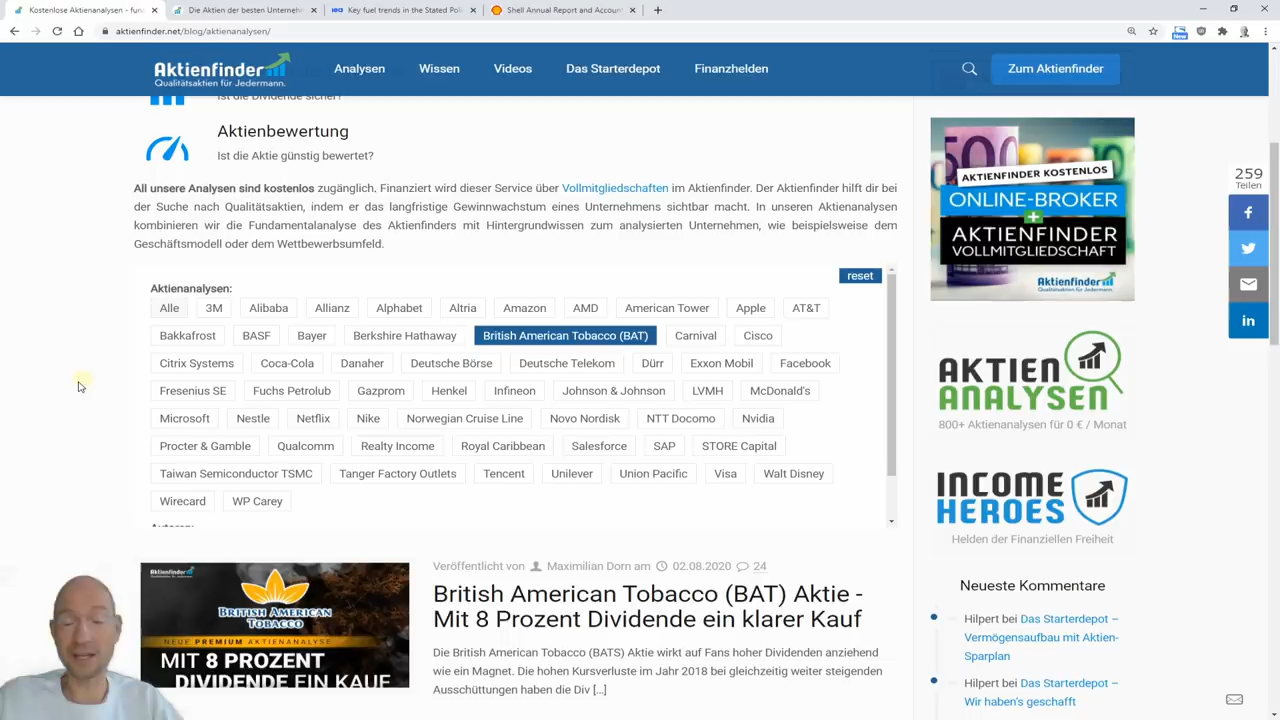 Kostenlose Aktienanalysen - fun
Die Aktien der besten Unternehm
Key fuel trends in the Stated Poli
Shell Annual Report and Accoun
aktienfinder.net/blog/aktienanalysen/
New
Aktienfinder
Qualitätsaktien für Jedermann.
Analysen
Wissen
Videos
Das Starterdepot
Finanzhelden
Zum Aktienfinder
Ist die Dividende sicher?
Aktienbewertung
Ist die Aktie günstig bewertet?
All unsere Analysen sind kostenlos zugänglich. Finanziert wird dieser Service über Vollmitgliedschaften im Aktienfinder. Der Aktienfinder hilft dir bei
der Suche nach Qualitätsaktien, indem er das langfristige Gewinnwachstum eines Unternehmens sichtbar macht. In unseren Aktienanalysen
kombinieren wir die Fundamentalanalyse des Aktienfinders mit Hintergrundwissen zum analysierten Unternehmen, wie beispielsweise dem
Geschäftsmodell oder dem Wettbewerbsumfeld.
reset
Aktienanalysen:
Alle 3M Alibaba Allianz Alphabet Altria Amazon AMD American Tower Apple AT&T
Bakkafrost BASF Bayer Berkshire Hathaway British American Tobacco (BAT) Carnival Cisco
Citrix Systems Coca-Cola Danaher Deutsche Börse Deutsche Telekom Dürr Exxon Mobil Facebook
Fresenius SE Fuchs Petrolub Gazprom Henkel Infineon Johnson & Johnson LVMH McDonald's
Microsoft Nestle Netflix Nike Norwegian Cruise Line Novo Nordisk NTT Docomo Nvidia
Procter & Gamble Qualcomm Realty Income Royal Caribbean Salesforce SAP STORE Capital
Taiwan Semiconductor TSMC Tanger Factory Outlets Tencent Unilever Union Pacific Visa Walt Disney
Wirecard WP Carey
Autoren:
Aktienfinder
BRITISH AMERICAN
TOBACCO
NEUE PREMIUM AKTIENANALYSE
MIT 8 PROZENT
DIVIDENDE EIN KAUF
Veröffentlicht von Maximilian Dorn am 02.08.2020 24
British American Tobacco (BAT) Aktie -
Mit 8 Prozent Dividende ein klarer Kauf
Die British American Tobacco (BATS) Aktie wirkt auf Fans hoher Dividenden anziehend
wie ein Magnet. Die hohen Kursverluste im Jahr 2018 bei gleichzeitig weiter steigenden
Ausschüttungen haben die Div [...]
500
AKTIENFINDER KOSTENLOS
ONLINE-BROKER
+
AKTIENFINDER
VOLLMITGLIEDSCHAFT
Aktienfinder
AKTIEN
ANALYSEN
800+ Aktienanalysen für 0 € / Monat
INCOME
HEROES
Helden der Finanziellen Freiheit
Neueste Kommentare
Hilpert bei Das Starterdepot –
Vermögensaufbau mit Aktien-
Sparplan
Hilpert bei Das Starterdepot –
Wir haben's geschafft
259
Teilen